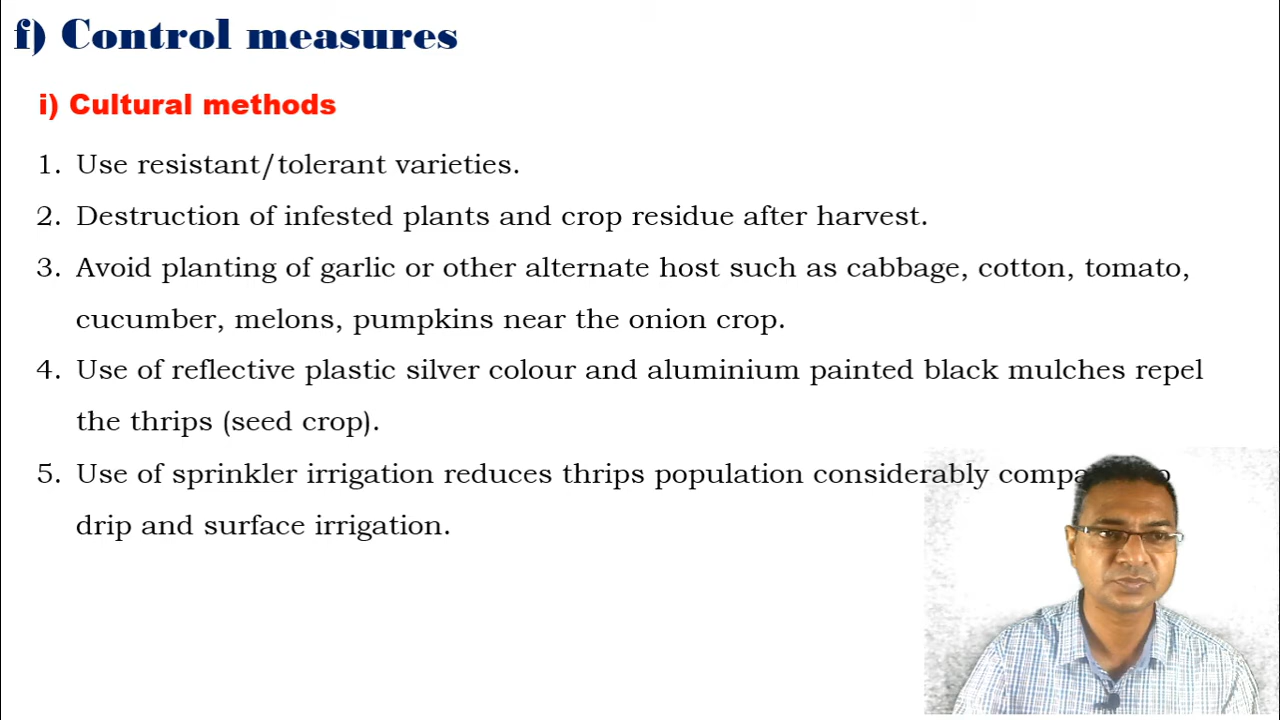 f) Control measures
i) Cultural methods
1. Use resistant/tolerant varieties.
2. Destruction of infested plants and crop residue after harvest.
3. Avoid planting of garlic or other alternate host such as cabbage, cotton, tomato,
cucumber, melons, pumpkins near the onion crop.
4. Use of reflective plastic silver colour and aluminium painted black mulches repel
the thrips (seed crop).
5. Use of sprinkler irrigation reduces thrips population considerably
drip and surface irrigation.